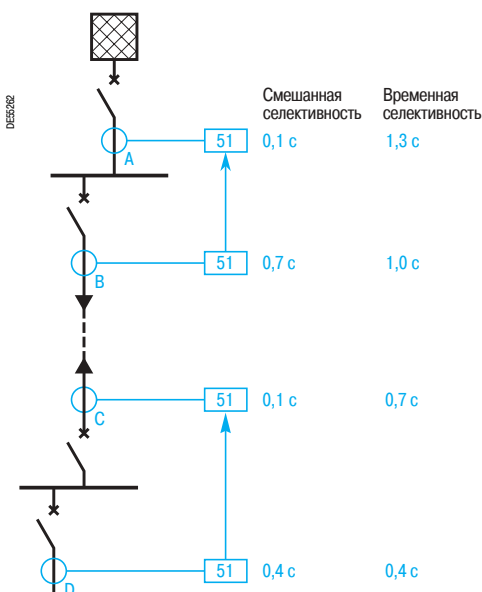 DE55262
Смешанная селективность
Временная селективность
A
51
0,1 с
1,3 с
B
51
0,7 с
1,0 с
C
51
0,1 с
0,7 с
D
51
0,4 с
0,4 с